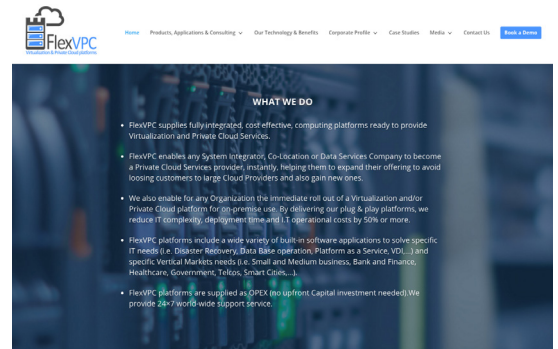 FlexVPC
Virtualization & Private Cloud platforms
Home Products, Applications & Consulting Our Technology & Benefits Corporate Profile Case Studies Media Contact Us Book a Demo
WHAT WE DO
• FlexVPC supplies fully integrated, cost effective, computing platforms ready to provide
Virtualization and Private Cloud Services.
• FlexVPC enables any System Integrator, Co-Location or Data Services Company to become
a Private Cloud Services provider, instantly, helping them to expand their offering to avoid
loosing customers to large Cloud Providers and also gain new ones.
• We also enable for any Organization the immediate roll out of a Virtualization and/or
Private Cloud platform for on-premise use. By delivering our plug & play platforms, we
reduce IT complexity, deployment time and I.T operational costs by 50% or more.
• FlexVPC platforms include a wide variety of built-in software applications to solve specific
IT needs (i.e. Disaster Recovery, Data Base operation, Platform as a Service, VDI,...) and
specific Vertical Markets needs (i.e. Small and Medium business, Bank and Finance,
Healthcare, Government, Telcos, Smart Cities,...).
• FlexVPC platforms are supplied as OPEX (no upfront Capital investment needed).We
provide 24×7 world-wide support service.